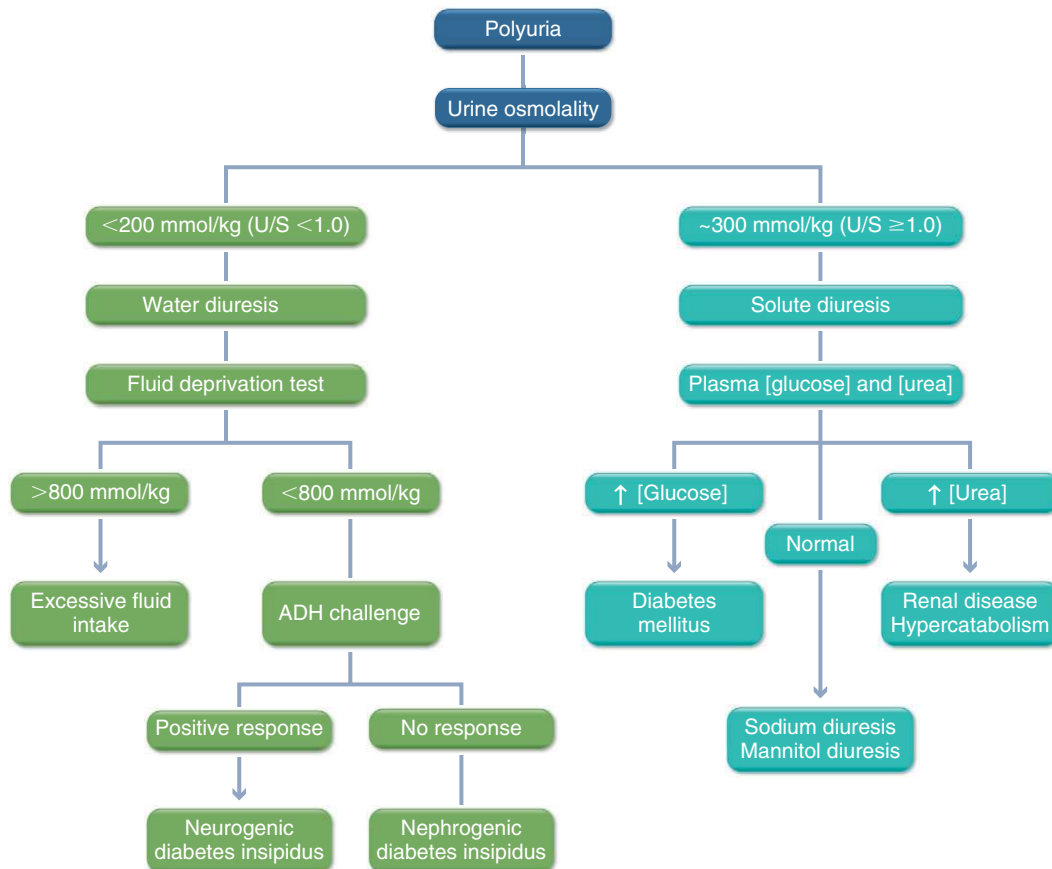 Polyuria
Urine osmolality
<200 mmol/kg (U/S <1.0)
~300 mmol/kg (U/S ≥1.0)
Water diuresis
Solute diuresis
Fluid deprivation test
Plasma [glucose] and [urea]
>800 mmol/kg
<800 mmol/kg
↑ [Glucose]
↑ [Urea]
Normal
Excessive fluid
intake
ADH challenge
Diabetes
mellitus
Renal disease
Hypercatabolism
Positive response
No response
Sodium diuresis
Mannitol diuresis
Neurogenic
diabetes insipidus
Nephrogenic
diabetes insipidus